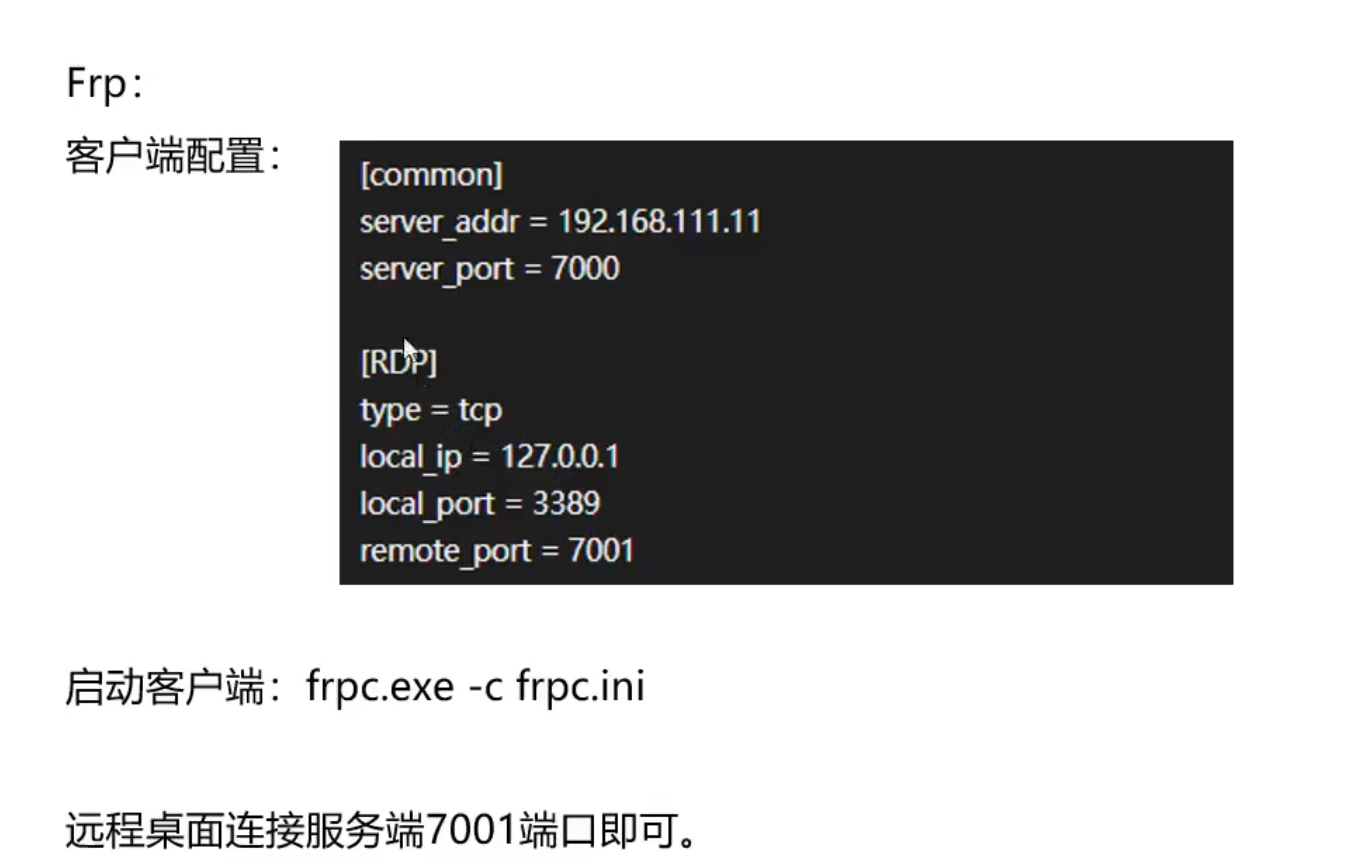 Frp：
客户端配置：
[common]
server_addr = 192.168.111.11
server_port = 7000
[RDP]
type = tcp
local_ip = 127.0.0.1
local_port = 3389
remote_port = 7001
启动客户端：frpc.exe -c frpc.ini
远程桌面连接服务端7001端口即可。